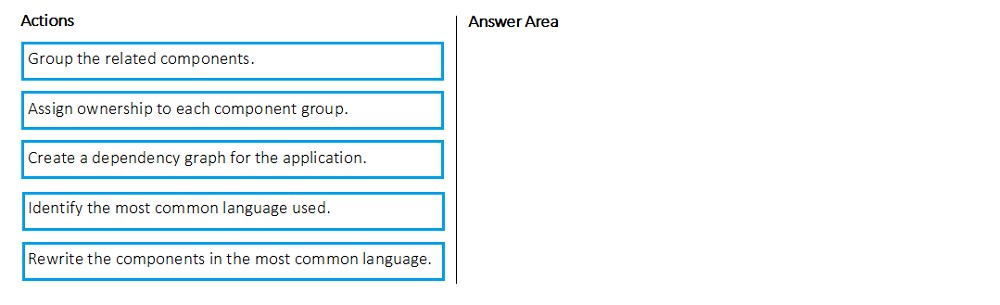 Actions
Answer Area
Group the related components.
Assign ownership to each component group.
Create a dependency graph for the application.
Identify the most common language used.
Rewrite the components in the most common language.